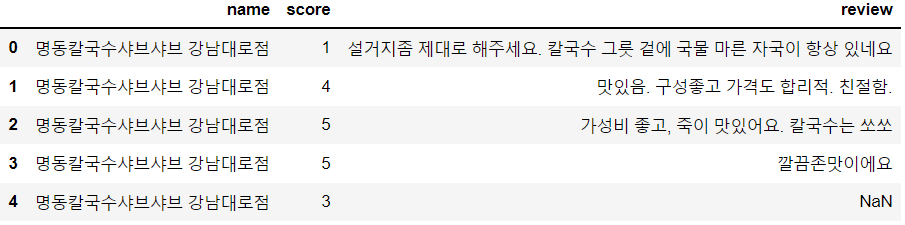 name score review
0 명동칼국수샤브샤브 강남대로점 1 설거지좀 제대로 해주세요. 칼국수 그릇 겉에 국물 마른 자국이 항상 있네요
1 명동칼국수샤브샤브 강남대로점 4 맛있음. 구성좋고 가격도 합리적. 친절함.
2 명동칼국수샤브샤브 강남대로점 5 가성비 좋고, 죽이 맛있어요. 칼국수는 쏘쏘
3 명동칼국수샤브샤브 강남대로점 5 깔끔존맛이에요
4 명동칼국수샤브샤브 강남대로점 3 NaN